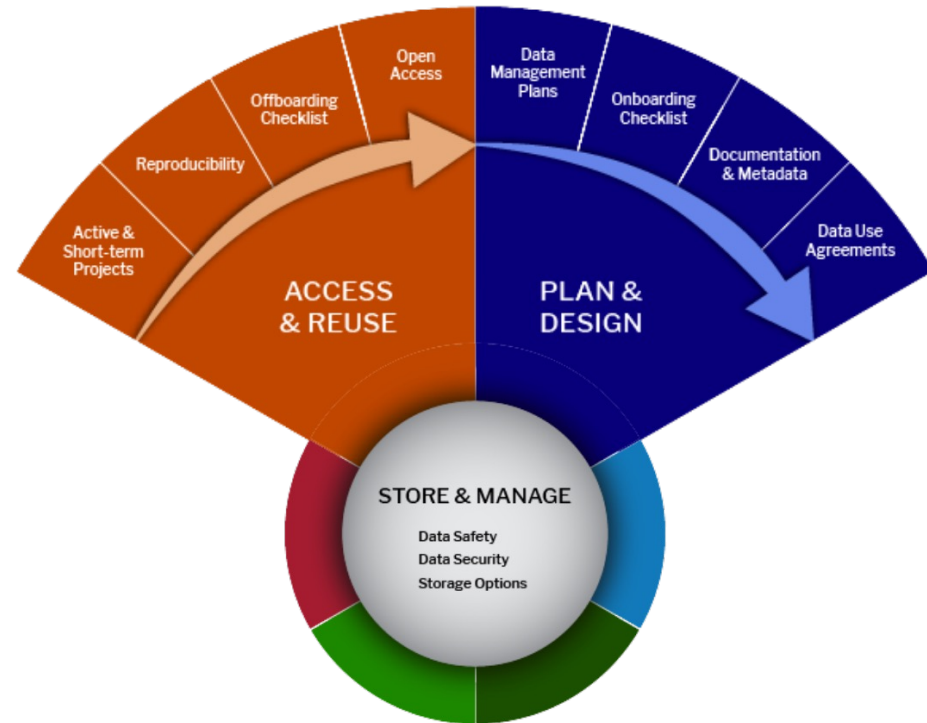 Active &
Short-term
Projects
Reproducibility
Offboarding
Checklist
Open
Access
Data
Management
Plans
Onboarding
Checklist
Documentation
& Metadata
Data Use
Agreements
ACCESS
& REUSE
PLAN &
DESIGN
STORE & MANAGE
Data Safety
Data Security
Storage Options